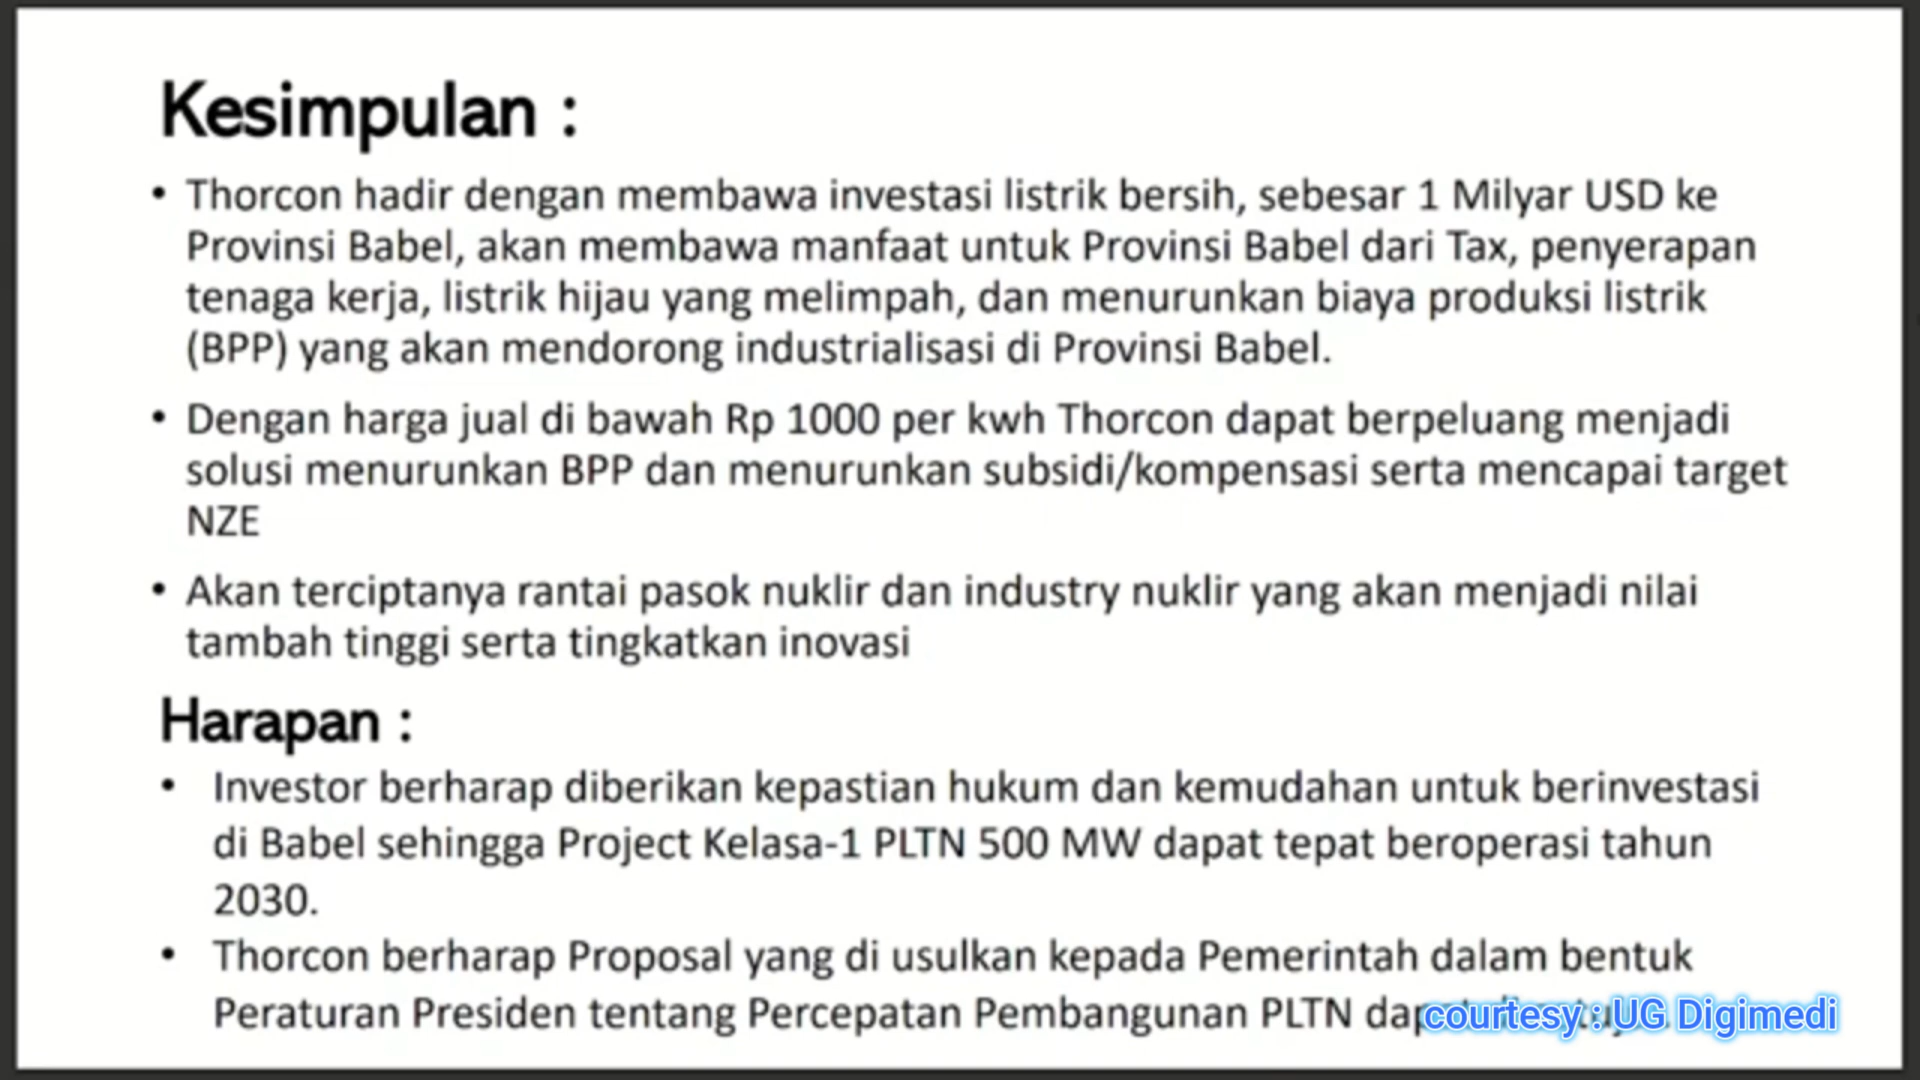 Kesimpulan :
• Thorcon hadir dengan membawa investasi listrik bersih, sebesar 1 Milyar USD ke
Provinsi Babel, akan membawa manfaat untuk Provinsi Babel dari Tax, penyerapan
tenaga kerja, listrik hijau yang melimpah, dan menurunkan biaya produksi listrik
(BPP) yang akan mendorong industrialisasi di Provinsi Babel.
• Dengan harga jual di bawah Rp 1000 per kwh Thorcon dapat berpeluang menjadi
solusi menurunkan BPP dan menurunkan subsidi/kompensasi serta mencapai target
NZE
• Akan terciptanya rantai pasok nuklir dan industry nuklir yang akan menjadi nilai
tambah tinggi serta tingkatkan inovasi
Harapan :
• Investor berharap diberikan kepastian hukum dan kemudahan untuk berinvestasi
di Babel sehingga Project Kelasa-1 PLTN 500 MW dapat tepat beroperasi tahun
2030.
• Thorcon berharap Proposal yang di usulkan kepada Pemerintah dalam bentuk
Peraturan Presiden tentang Percepatan Pembangunan PLTN
courtesy : UG Digimedi